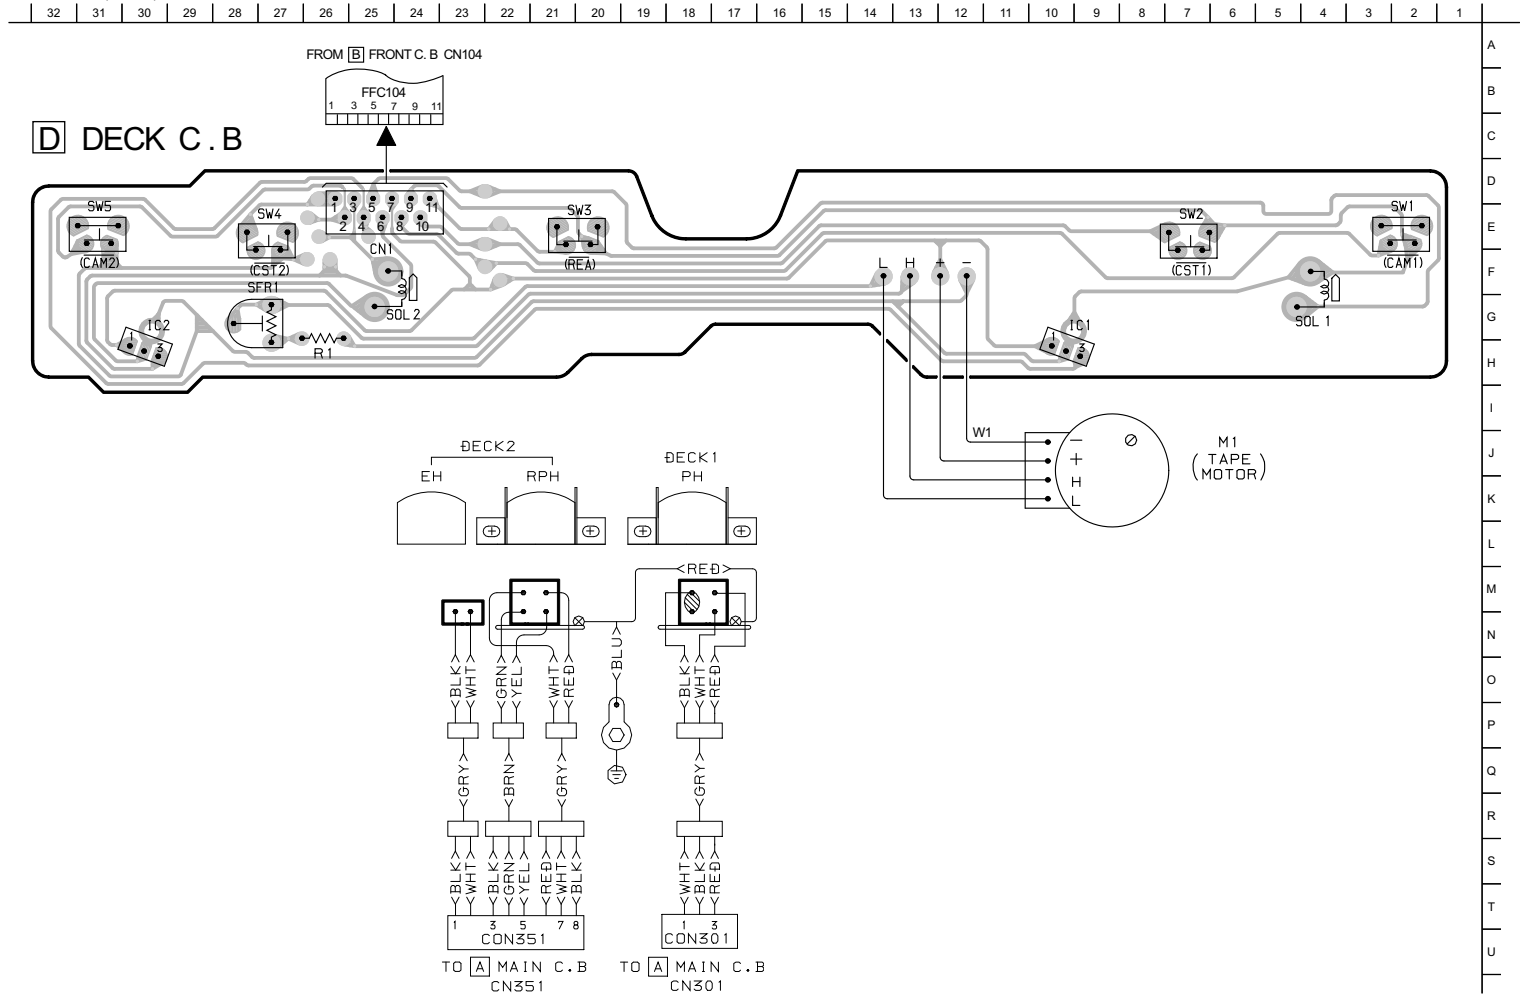 32 31 30 29 28 27 26 25 24 23 22 21 20 19 18 17 16 15 14 13 12 11 10 9 8 7 6 5 4 3 2 1
A
B
C
D
E
F
G
H
I
J
K
L
M
N
O
P
Q
R
S
T
U
FROM B FRONT C. B CN104
FFC104
1 3 5 7 9 11
D DECK C . B
SW5
(CAM2)
SW4
(CST2)
SFR1
1 3 5 7 9 11
2 4 6 8 10
CN1
SW3
(REA)
SW2
(CST1)
SW1
(CAM1)
L H + −
SOL 2
SOL 1
IC2
1 3
R1
IC1
1 3
W1
−
+
H
L
M1
( TAPE MOTOR )
DECK2
EH RPH
DECK1
PH
RED
BLK WHT GRN YEL WHT RED BLU BLK WHT RED
GRY BRN GRY GRY
BLK WHT BLK GRN YEL RED WHT BLK WHT BLK RED
1 3 5 7 8
CON351
1 3
CON301
TO A MAIN C.B
CN351
TO A MAIN C.B
CN301